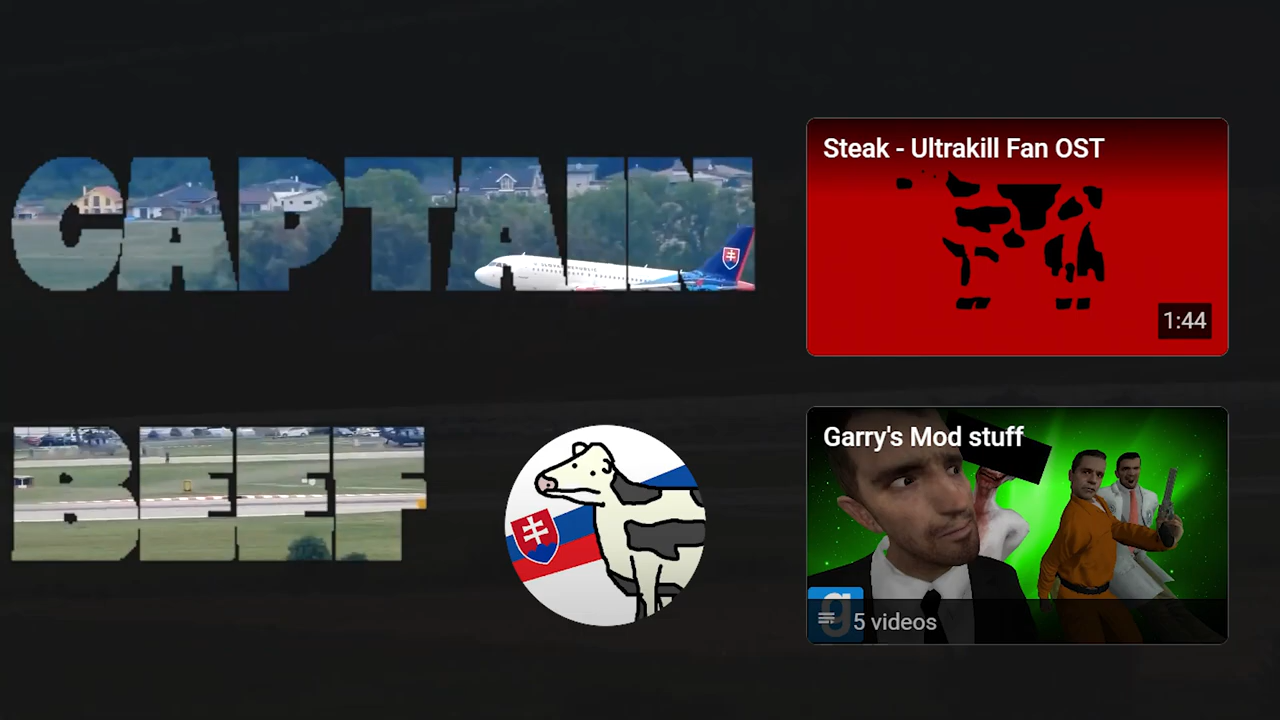 CAPTAIN
BEEF
Steak - Ultrakill Fan OST
1:44
Garry's Mod stuff
g
5 videos